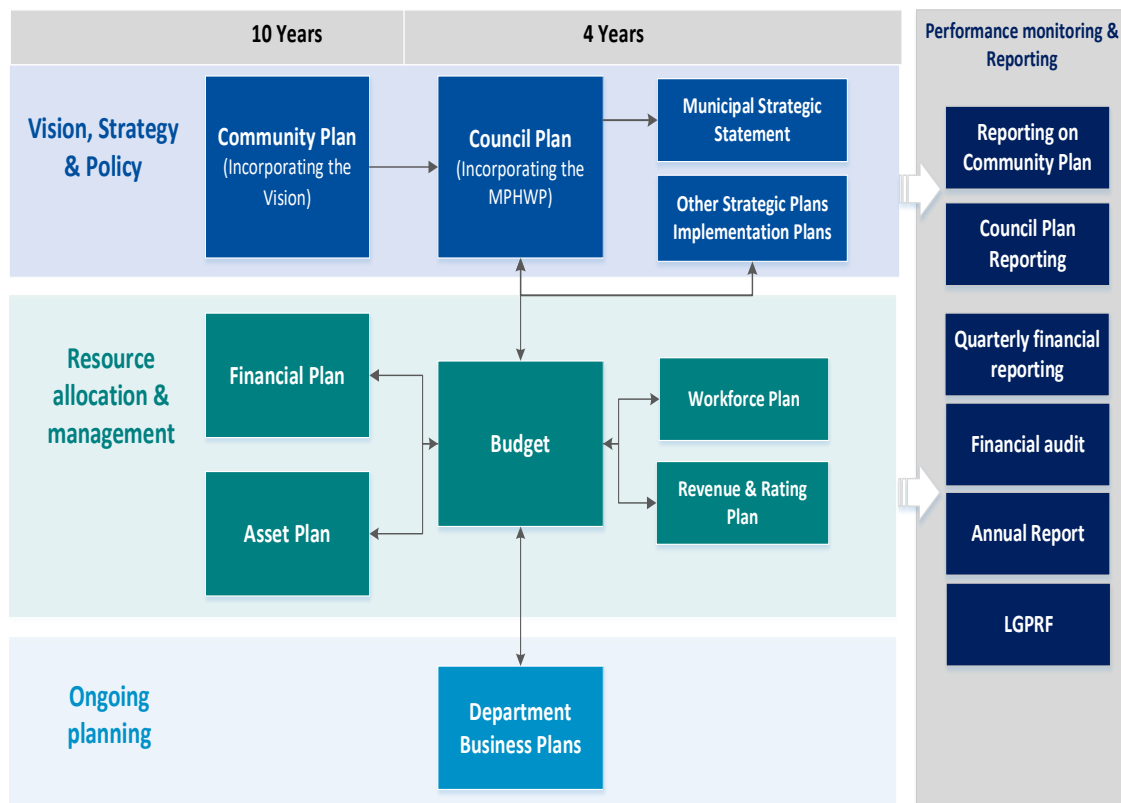 10 Years
4 Years
Performance monitoring &
Reporting
Vision, Strategy
& Policy
Community Plan
(Incorporating the
Vision)
Council Plan
(Incorporating the
MPHWP)
Municipal Strategic
Statement
Other Strategic Plans
Implementation Plans
Reporting on
Community Plan
Council Plan
Reporting
Resource
allocation &
management
Financial Plan
Asset Plan
Budget
Workforce Plan
Revenue & Rating
Plan
Quarterly financial
reporting
Financial audit
Annual Report
LGPRF
Ongoing
planning
Department
Business Plans